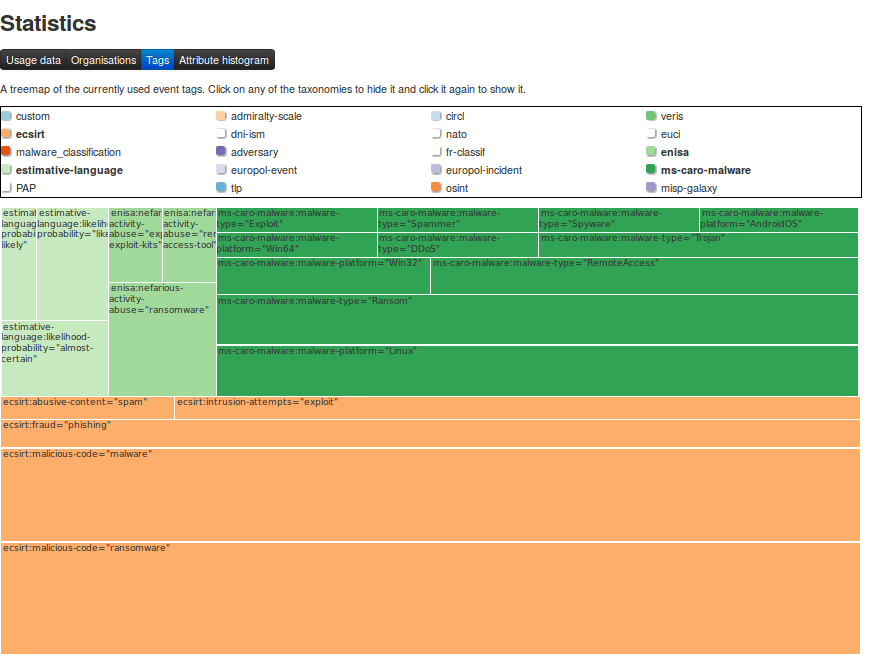 Statistics
Usage data Organisations Tags Attribute histogram
A treemap of the currently used event tags. Click on any of the taxonomies to hide it and click it again to show it.
custom admiralty-scale circl veris
ecsirt dni-ism nato euci
malware_classification adversary fr-classif enisa
estimative-language europol-event europol-incident ms-caro-malware
PAP tlp osint misp-galaxy
estimat
languag
probabi
likely"
estimative-
language:likeliho
probability="like
enisa:nefar
activity-
abuse="exp
exploit-kits"
enisa:nefar
activity-
abuse="rem
access-tool"
ms-caro-malware:malware-
type="Exploit"
ms-caro-malware:malware-
type="Spammer"
ms-caro-malware:malware-
type="Spyware"
ms-caro-malware:malware-
platform="AndroidOS"
ms-caro-malware:malware-
platform="Win64"
ms-caro-malware:malware-
type="DDoS"
ms-caro-malware:malware-type="Trojan"
ms-caro-malware:malware-platform="Win32"
ms-caro-malware:malware-type="RemoteAccess"
enisa:nefarious-
activity-
abuse="ransomware"
ms-caro-malware:malware-type="Ransom"
estimative-
language:likelihood-
probability="almost-
certain"
ms-caro-malware:malware-platform="Linux"
ecsirt:abusive-content="spam"
ecsirt:intrusion-attempts="exploit"
ecsirt:fraud="phishing"
ecsirt:malicious-code="malware"
ecsirt:malicious-code="ransomware"